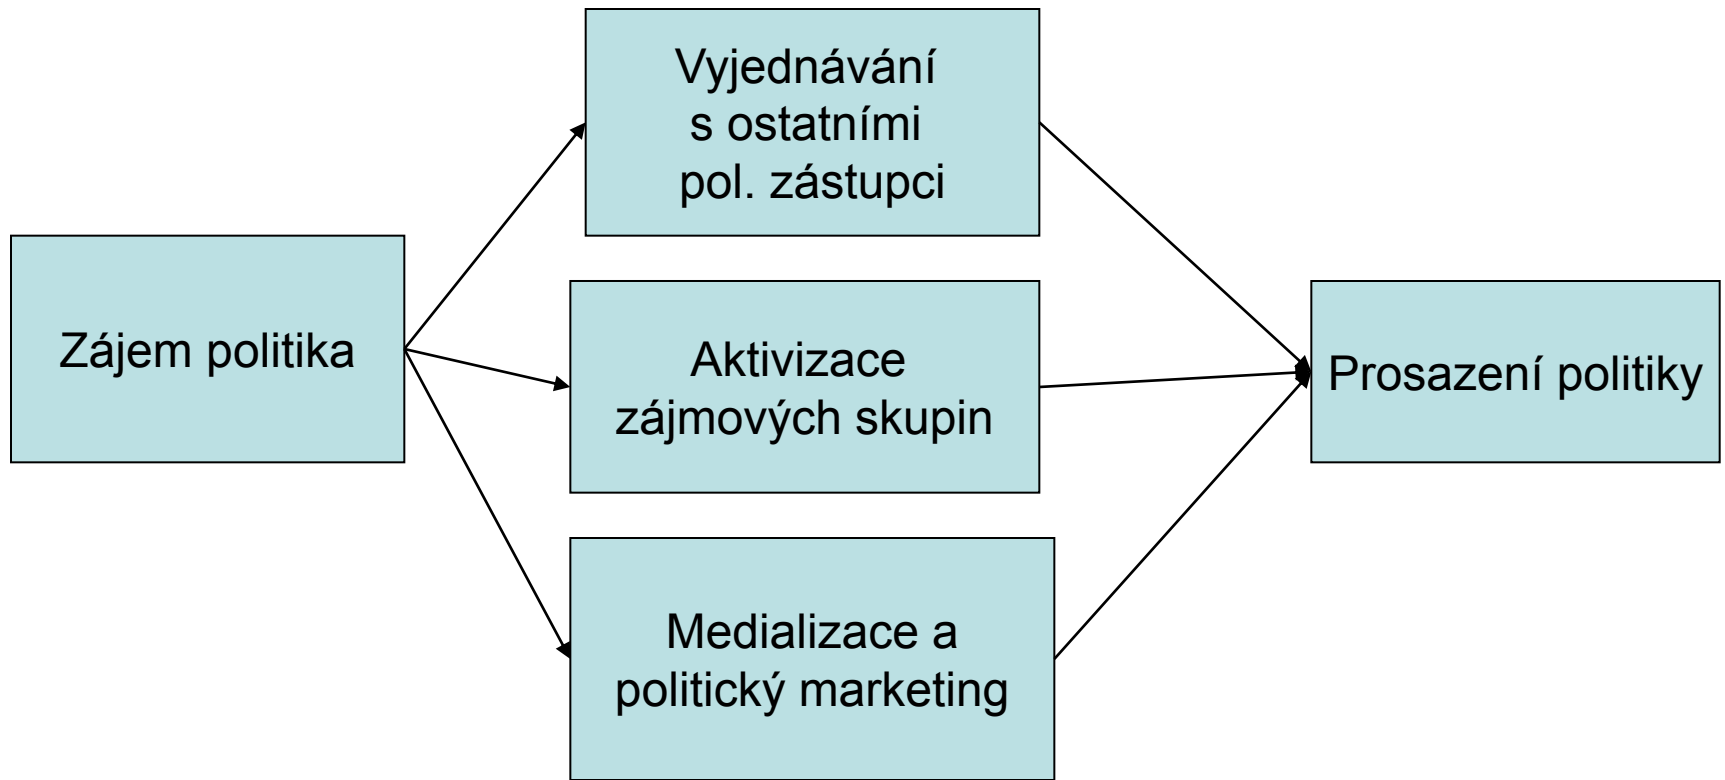 Vyjednávání
s ostatními
pol. zástupci
Zájem politika
Aktivizace
zájmových skupin
Prosazení politiky
Medializace a
politický marketing